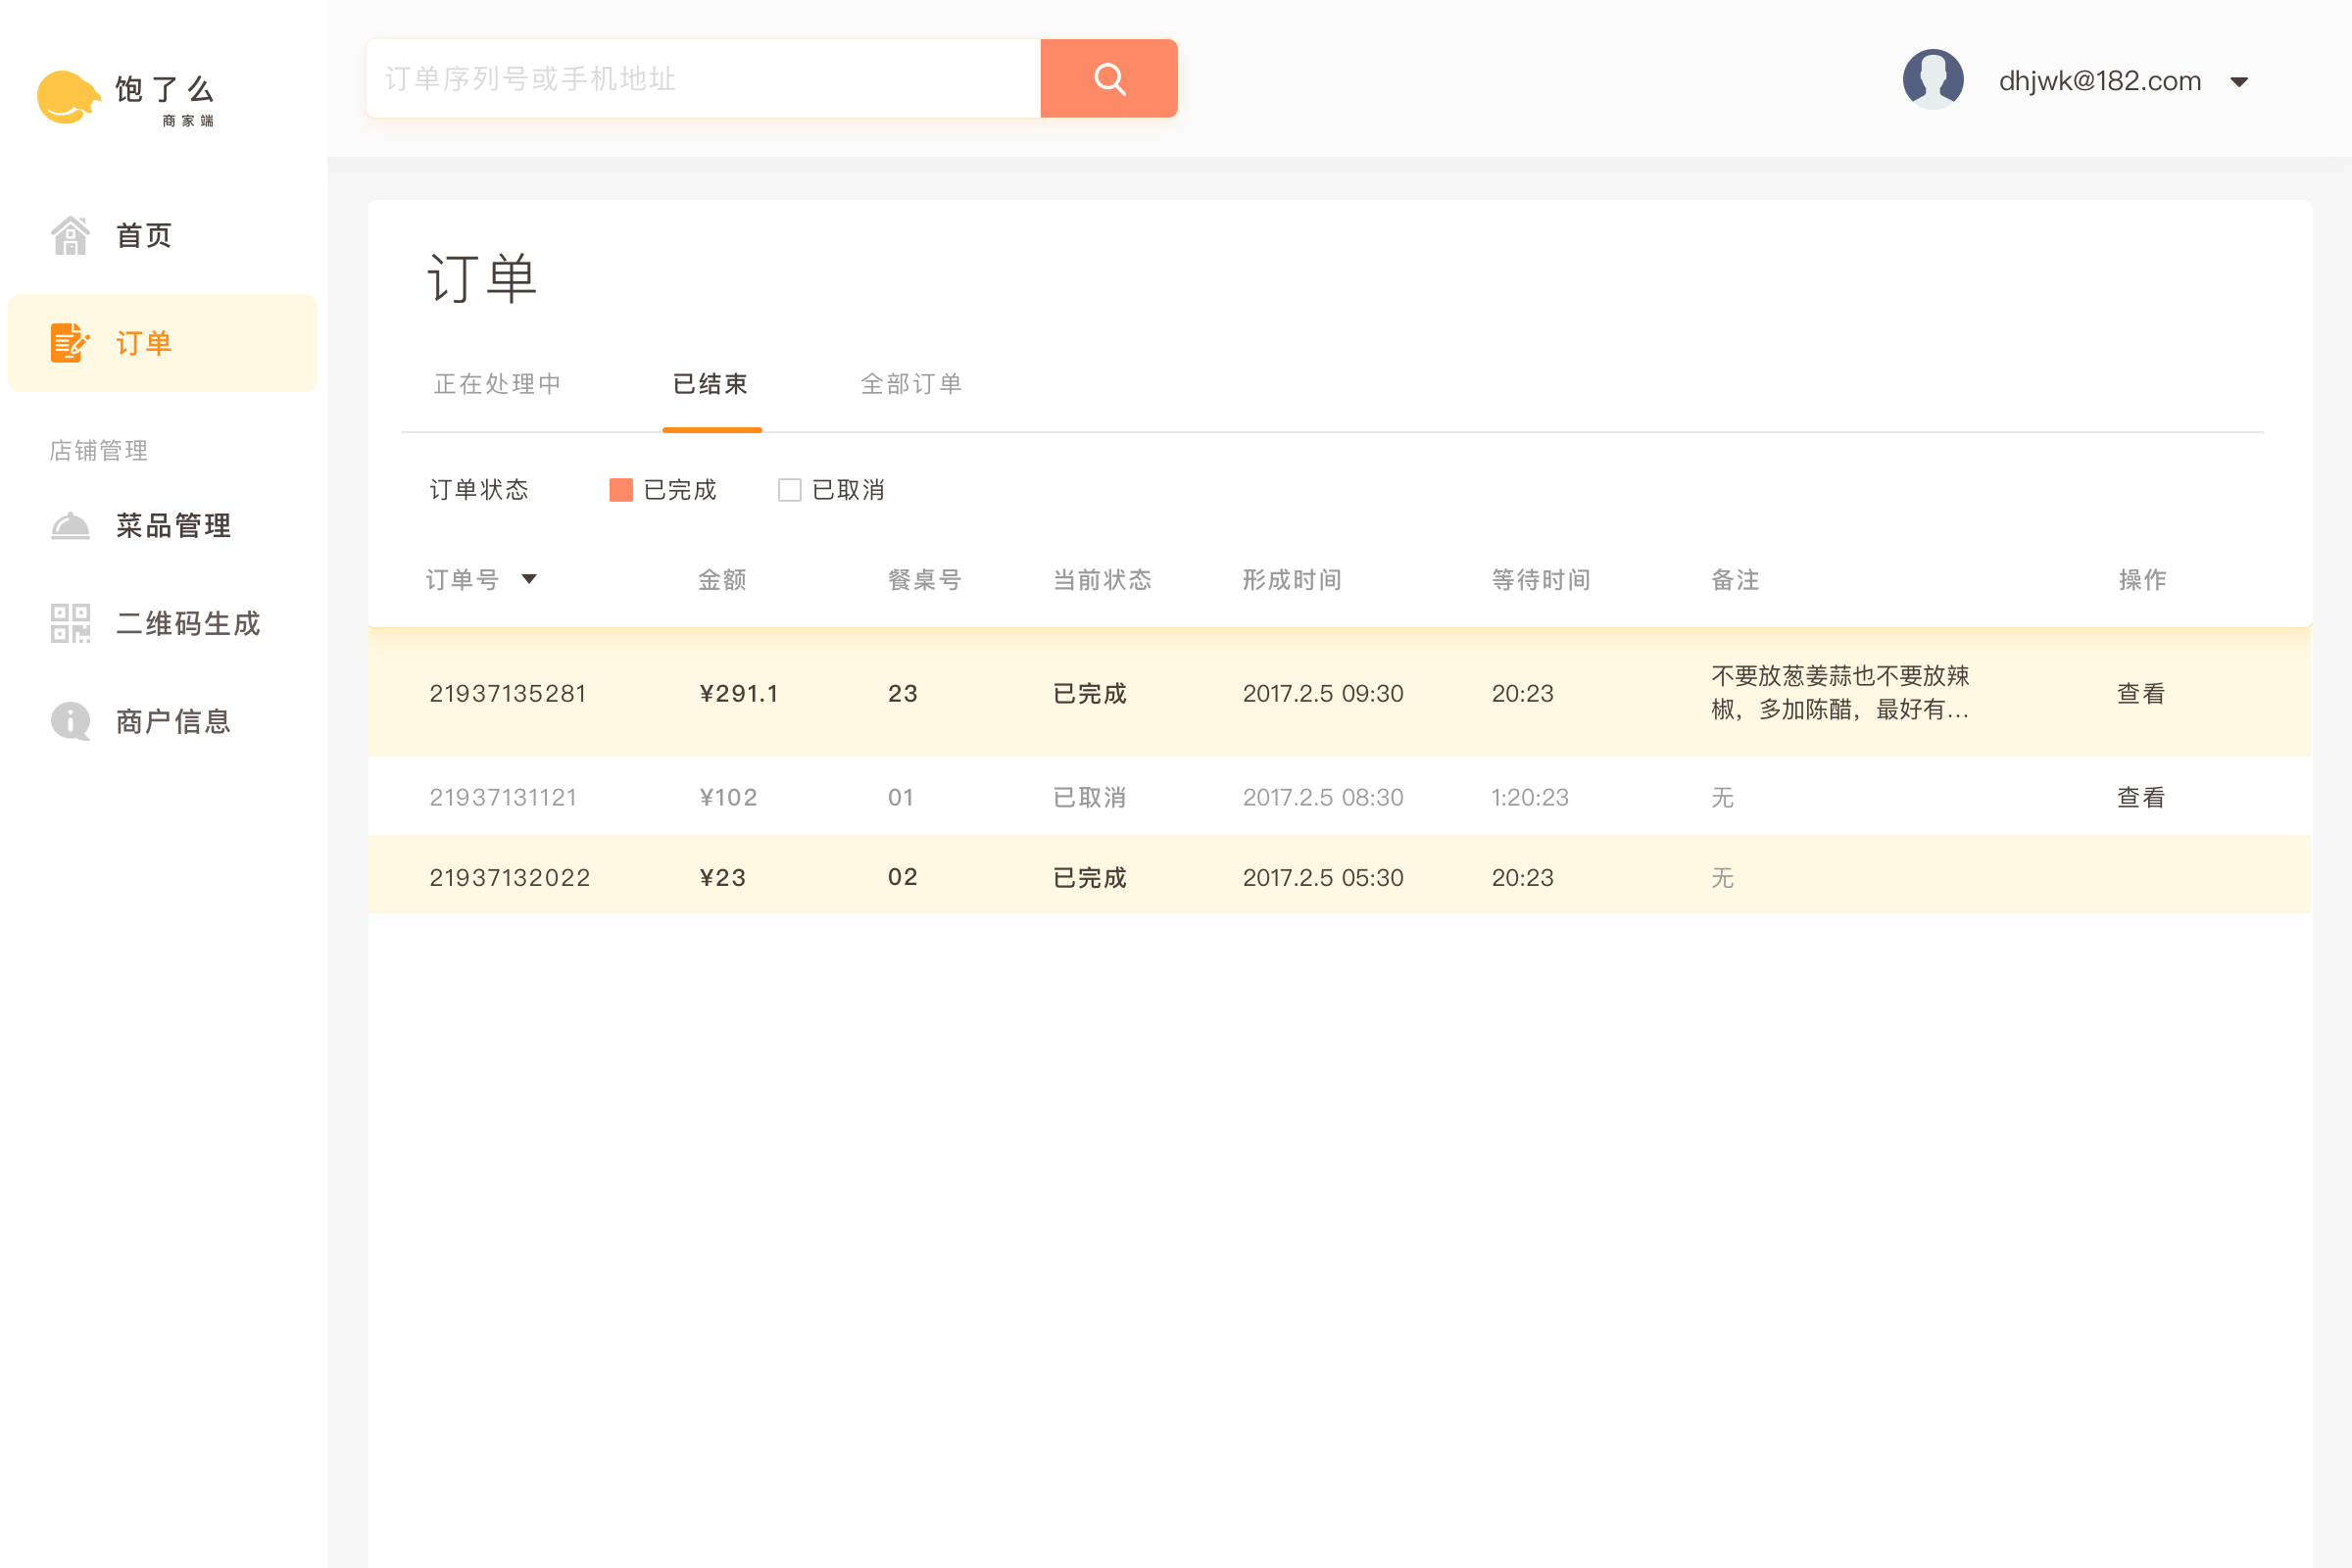 饱了么
商家端
订单序列号或手机地址
dhjwk@182.com
首页
订单
店铺管理
菜品管理
二维码生成
商户信息
订单
正在处理中 已结束 全部订单
订单状态 已完成 已取消
订单号 金额 餐桌号 当前状态 形成时间 等待时间 备注 操作
21937135281 ¥291.1 23 已完成 2017.2.5 09:30 20:23 不要放葱姜蒜也不要放辣
椒，多加陈醋，最好有... 查看
21937131121 ¥102 01 已取消 2017.2.5 08:30 1:20:23 无 查看
21937132022 ¥23 02 已完成 2017.2.5 05:30 20:23 无